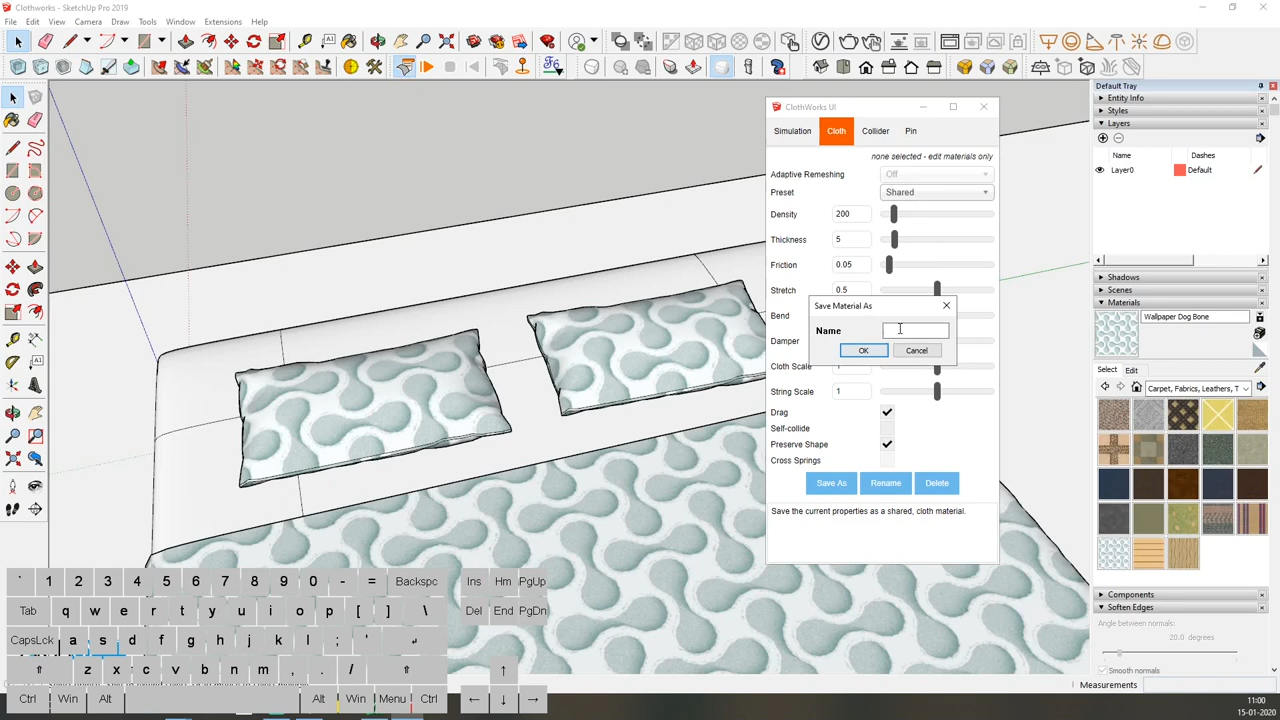 Clothworks - SketchUp Pro 2019
File Edit View Camera Draw Tools Window Extensions Help
ClothWorks UI
Simulation Cloth Collider Pin
none selected - edit materials only
Adaptive Remeshing Off
Preset Shared
Density 200
Thickness 5
Friction 0.05
Stretch 0.5
Bend
Damper
Cloth Scale
String Scale 1
Drag
Self-collide
Preserve Shape
Cross Springs
Save As Rename Delete
Save the current properties as a shared, cloth material.
Save Material As
Name
OK Cancel
Default Tray
Entity Info
Styles
Layers
Name Dashes
Layer0 Default
Shadows
Scenes
Materials
Wallpaper Dog Bone
Select Edit
Carpet, Fabrics, Leathers, T
Components
Soften Edges
Angle between normals:
20.0 degrees
Smooth normals
Measurements
` 1 2 3 4 5 6 7 8 9 0 - = Backspc Ins Hm PgUp
Tab q w e r t y u i o p [ ] \ Del End PgDn
CapsLck a s d f g h j k l ; ' ↵
⇧ z x c v b n m , . / ⇧ ↑
Ctrl Win Alt Alt Win Menu Ctrl ← ↓ →
11:00
15-01-2020